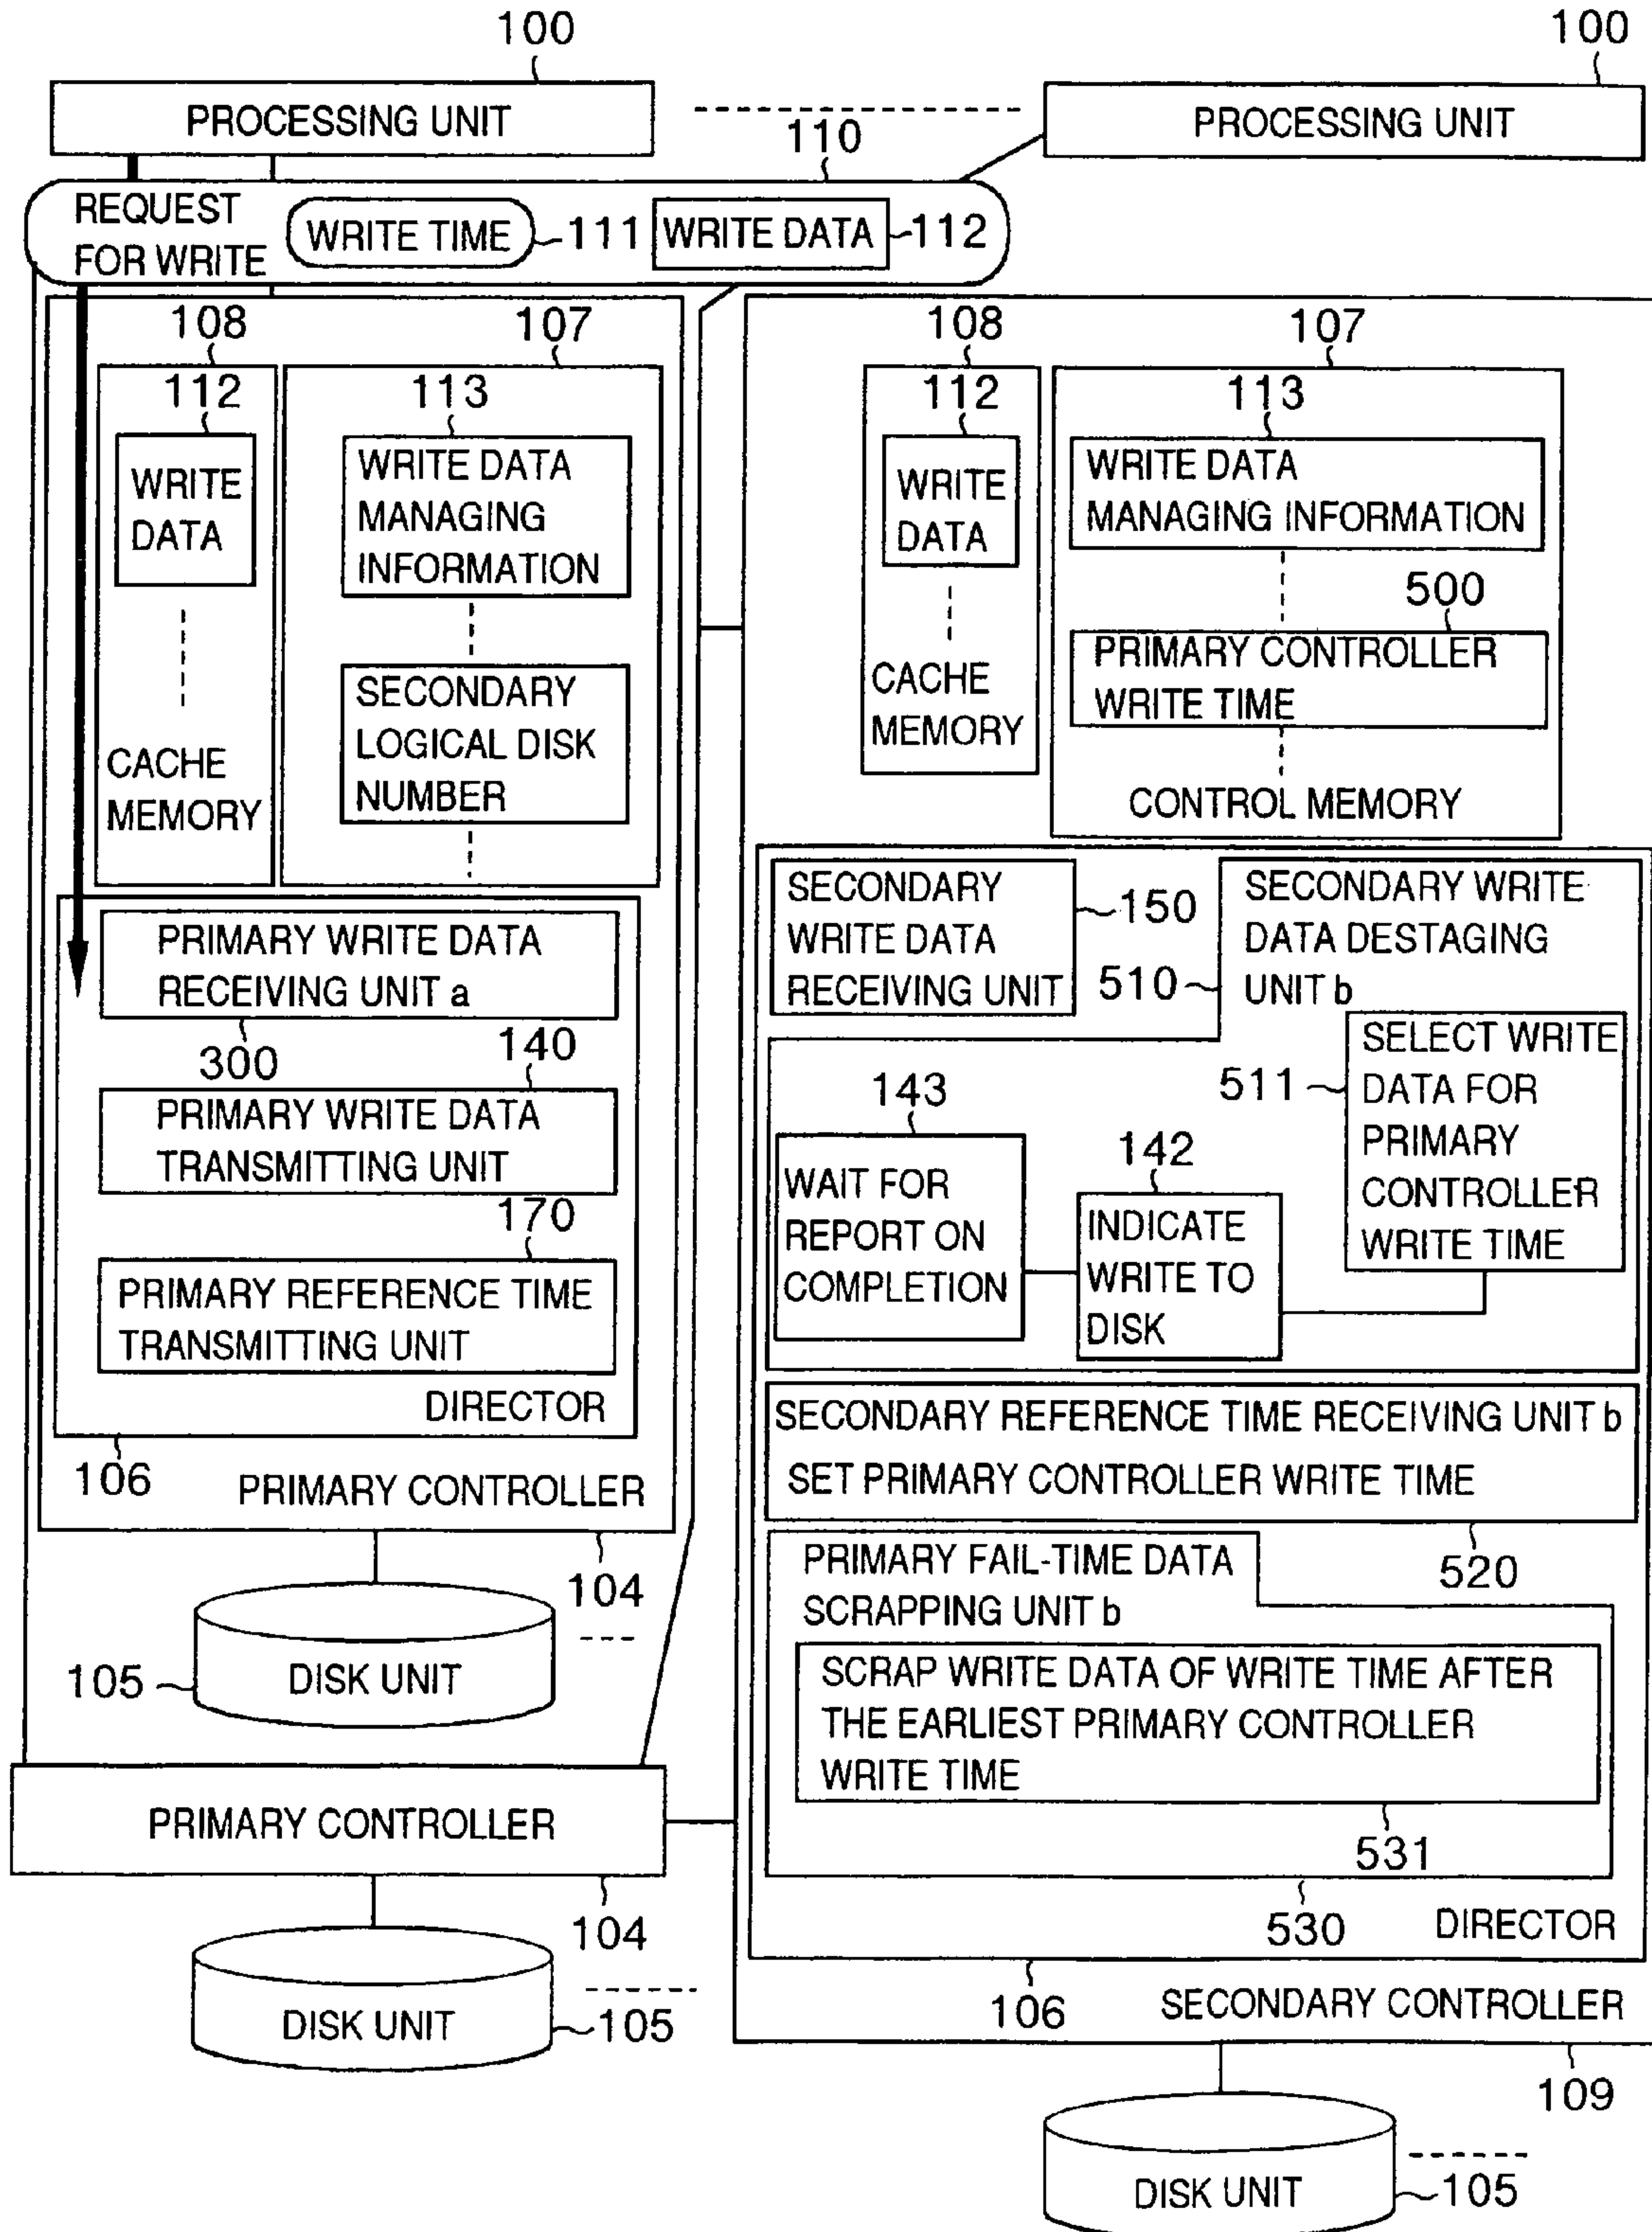 100
100
PROCESSING UNIT
PROCESSING UNIT
110
REQUEST
FOR WRITE
WRITE TIME
111
WRITE DATA
112
108
107
112
113
WRITE
DATA
WRITE DATA
MANAGING
INFORMATION
SECONDARY
LOGICAL DISK
NUMBER
CACHE
MEMORY
PRIMARY WRITE DATA
RECEIVING UNIT a
300
140
PRIMARY WRITE DATA
TRANSMITTING UNIT
170
PRIMARY REFERENCE TIME
TRANSMITTING UNIT
DIRECTOR
106
PRIMARY CONTROLLER
104
105
DISK UNIT
PRIMARY CONTROLLER
104
DISK UNIT
105
108
107
112
113
WRITE
DATA
WRITE DATA
MANAGING INFORMATION
500
CACHE
MEMORY
PRIMARY CONTROLLER
WRITE TIME
CONTROL MEMORY
SECONDARY
WRITE DATA
RECEIVING UNIT
150
510
SECONDARY WRITE
DATA DESTAGING
UNIT b
511
SELECT WRITE
DATA FOR
PRIMARY
CONTROLLER
WRITE TIME
143
WAIT FOR
REPORT ON
COMPLETION
142
INDICATE
WRITE TO
DISK
SECONDARY REFERENCE TIME RECEIVING UNIT b
SET PRIMARY CONTROLLER WRITE TIME
520
PRIMARY FAIL-TIME DATA
SCRAPPING UNIT b
SCRAP WRITE DATA OF WRITE TIME AFTER
THE EARLIEST PRIMARY CONTROLLER
WRITE TIME
531
530
DIRECTOR
106
SECONDARY CONTROLLER
109
DISK UNIT
105